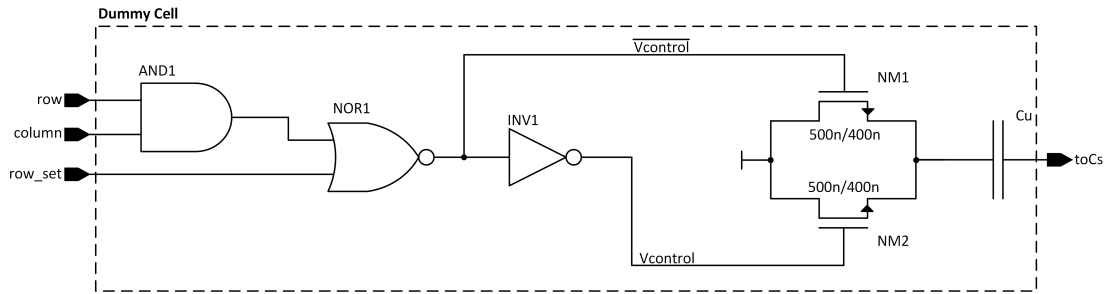 Dummy Cell
row
column
row_set
AND1
NOR1
INV1
Vcontrol
NM1
500n/400n
500n/400n
NM2
Vcontrol
Cu
toCs